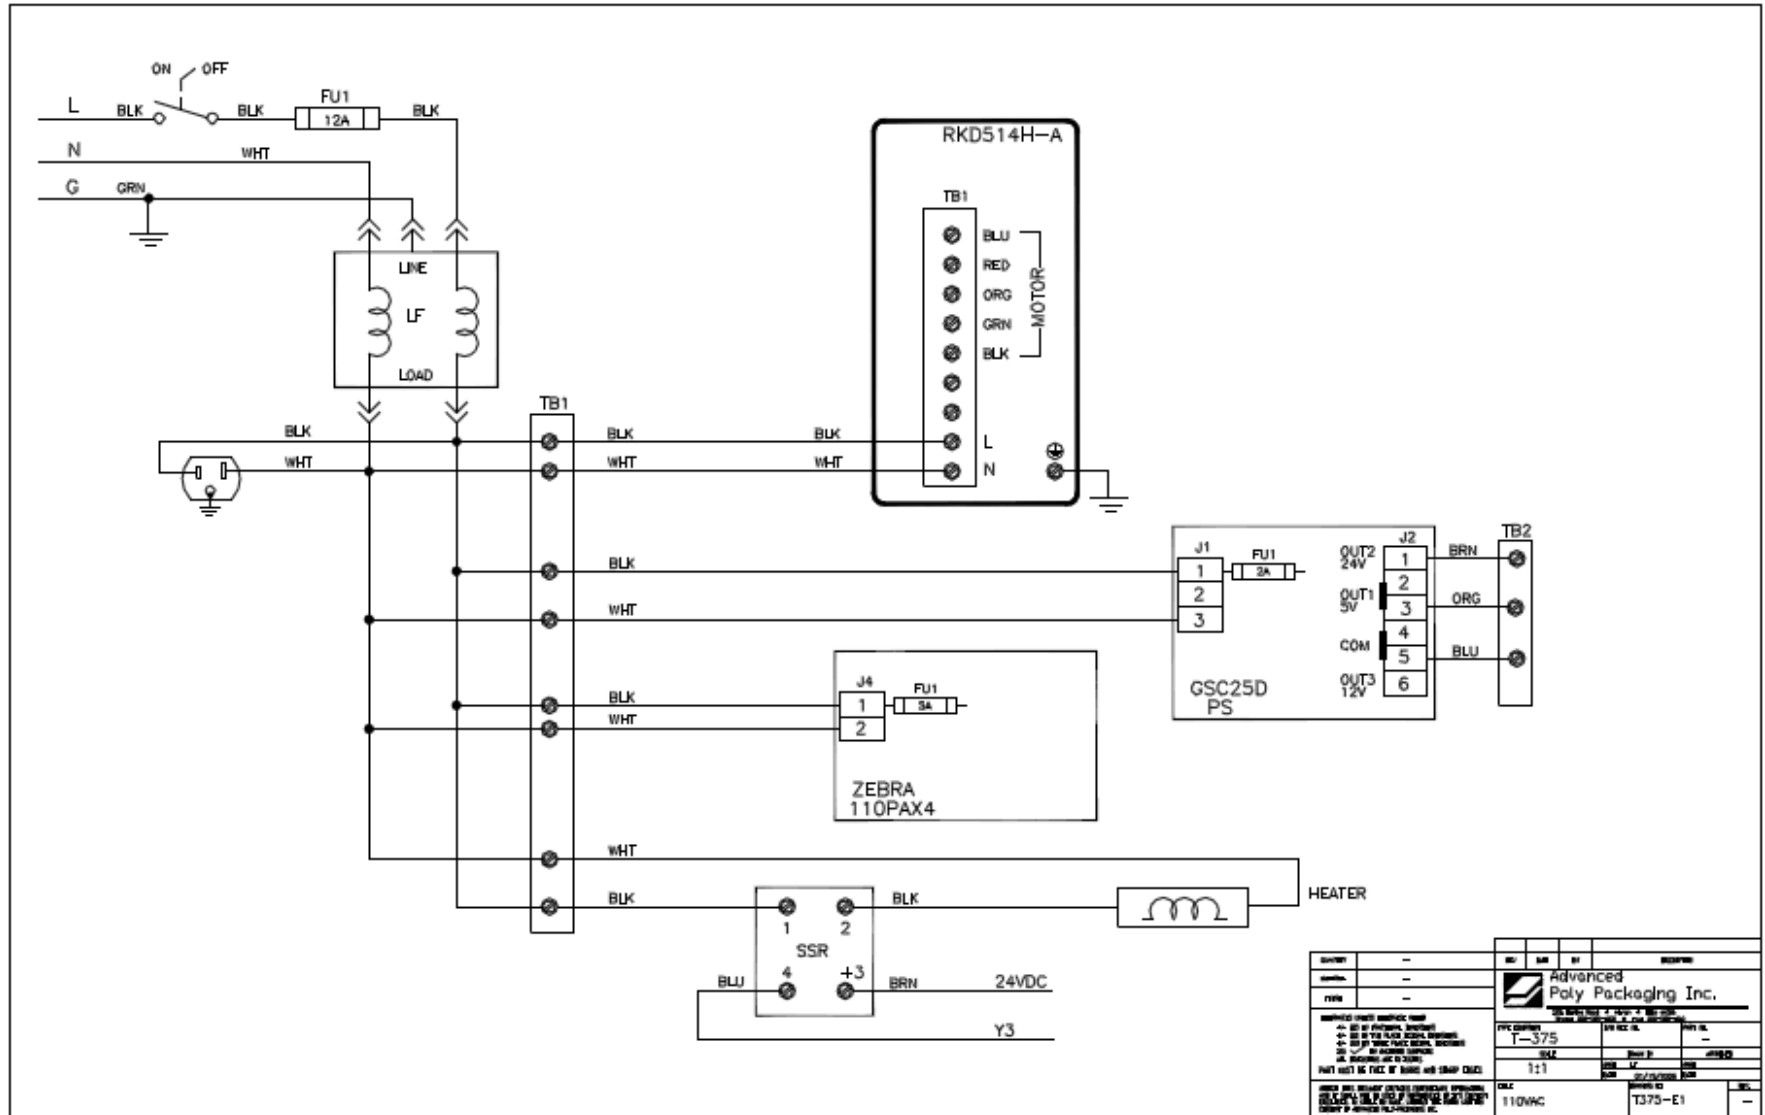 ON OFF
L BLK BLK FU1 BLK
12A
N WHT
G GRN
LINE
LF
LOAD
RKD514H-A
TB1
BLU
RED
ORG
GRN
BLK
MOTOR
L
N
TB1
BLK BLK BLK
WHT WHT WHT
BLK
WHT
J1 FU1
1 2A
2
3
OUT2 24V
OUT1 5V
COM
OUT3 12V
J2
1
2
3
4
5
6
GSC25D
PS
BRN
ORG
BLU
TB2
BLK
WHT
J4 FU1
1
2
ZEBRA
110PAX4
WHT
BLK BLK
HEATER
1 2
SSR
4 +3
BLU BRN 24VDC
Y3
Advanced
Poly Packaging Inc.
T-375
SCALE
1:1
110VAC
T375-E1